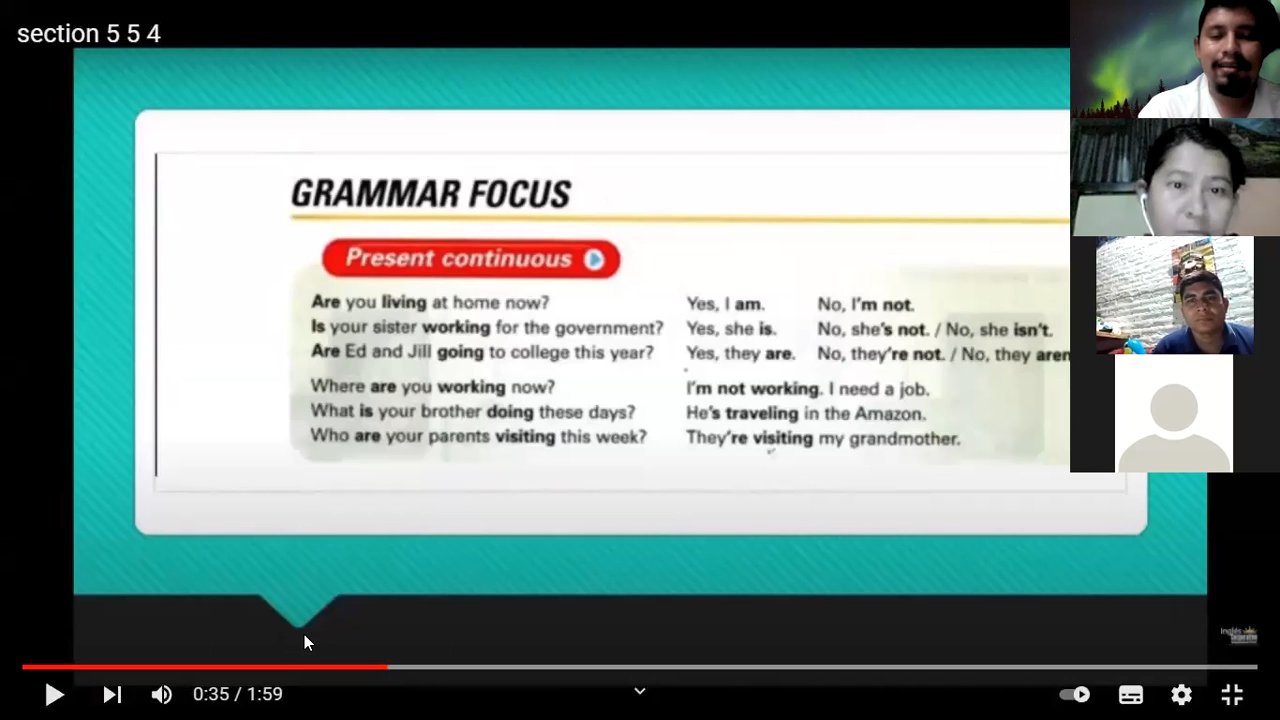 section 5 5 4
GRAMMAR FOCUS
Present continuous
Are you living at home now? Yes, I am. No, I'm not.
Is your sister working for the government? Yes, she is. No, she's not. / No, she isn't.
Are Ed and Jill going to college this year? Yes, they are. No, they're not. / No, they aren
Where are you working now? I'm not working. I need a job.
What is your brother doing these days? He's traveling in the Amazon.
Who are your parents visiting this week? They're visiting my grandmother.
Inglés
Corporativo
0:35 / 1:59